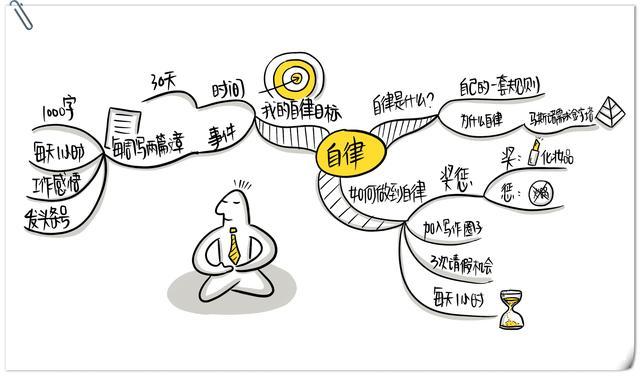 自律
我的自律目标
时间
30天
事件
每周写两篇文章
1000字
每天1小时
工作感悟
发头条号
自律是什么?
自己的一套规则
为什么自律
马斯洛需求金字塔
如何做到自律
奖惩
奖:
化妆品
惩:
加入写作圈子
3次请假机会
每天1小时